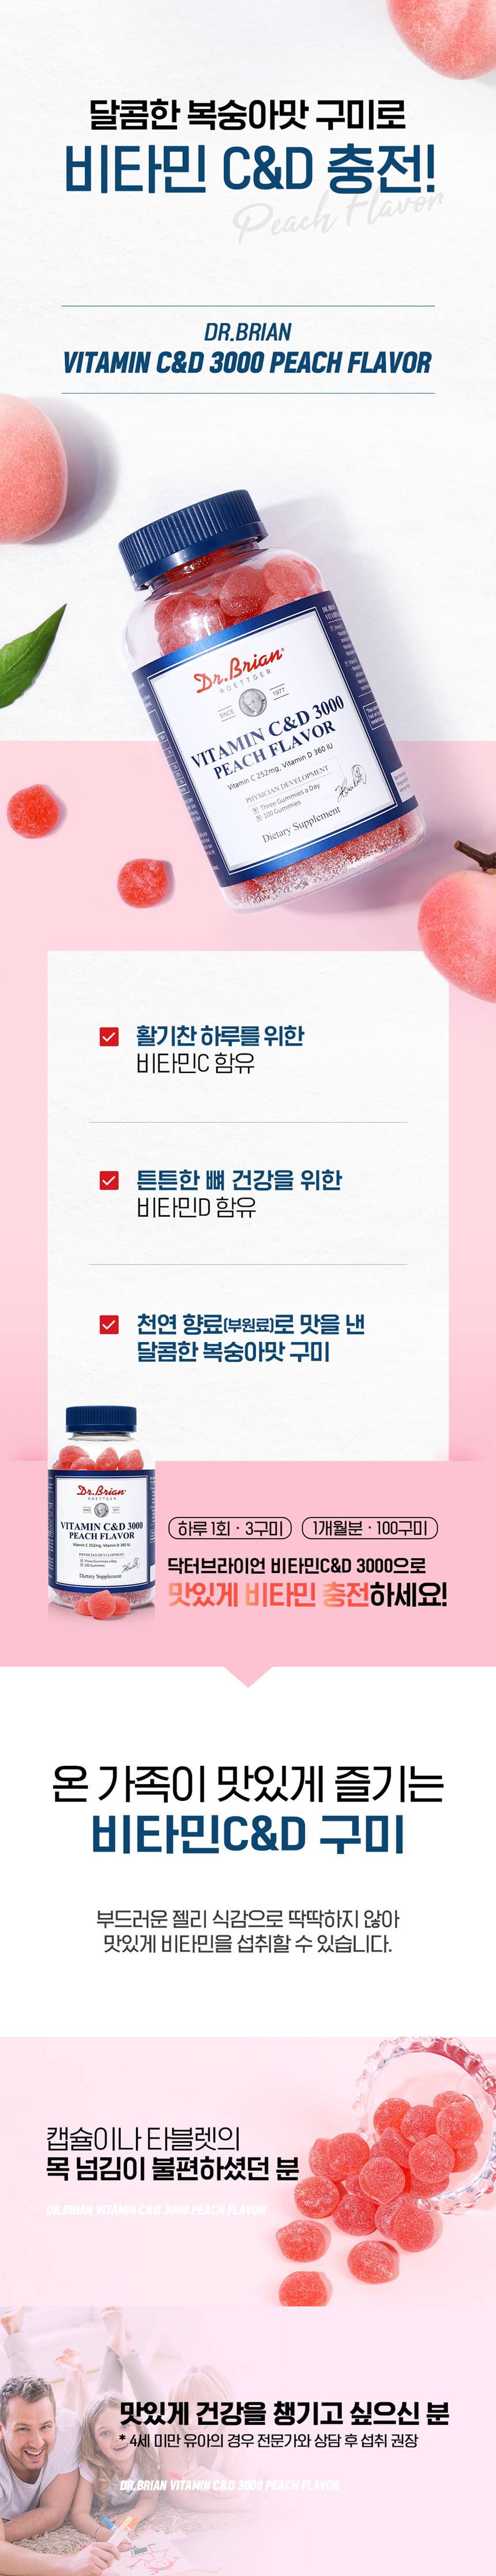 달콤한 복숭아맛 구미로
비타민 C&D 충전!
Peach Flavor
DR.BRIAN
VITAMIN C&D 3000 PEACH FLAVOR
Dr.Brian
ROETTGER
SINCE 1977
VITAMIN C&D 3000
PEACH FLAVOR
Vitamin C 252mg, Vitamin D 360 IU
PHYSICIAN DEVELOPMENT
Three Gummies a Day
100 Gummies
Dietary Supplement
활기찬 하루를 위한
비타민C 함유
튼튼한 뼈 건강을 위한
비타민D 함유
천연 향료(부원료)로 맛을 낸
달콤한 복숭아맛 구미
Dr.Brian
ROETTGER
VITAMIN C&D 3000
PEACH FLAVOR
Vitamin C 252mg, Vitamin D 360 IU
PHYSICIAN DEVELOPMENT
Dietary Supplement
하루 1회 · 3구미
1개월분 · 100구미
닥터브라이언 비타민C&D 3000으로
맛있게 비타민 충전하세요!
온 가족이 맛있게 즐기는
비타민C&D 구미
부드러운 젤리 식감으로 딱딱하지 않아
맛있게 비타민을 섭취할 수 있습니다.
캡슐이나 타블렛의
목 넘김이 불편하셨던 분
DR.BRIAN VITAMIN C&D 3000 PEACH FLAVOR
맛있게 건강을 챙기고 싶으신 분
* 4세 미만 유아의 경우 전문가와 상담 후 섭취 권장
DR.BRIAN VITAMIN C&D 3000 PEACH FLAVOR